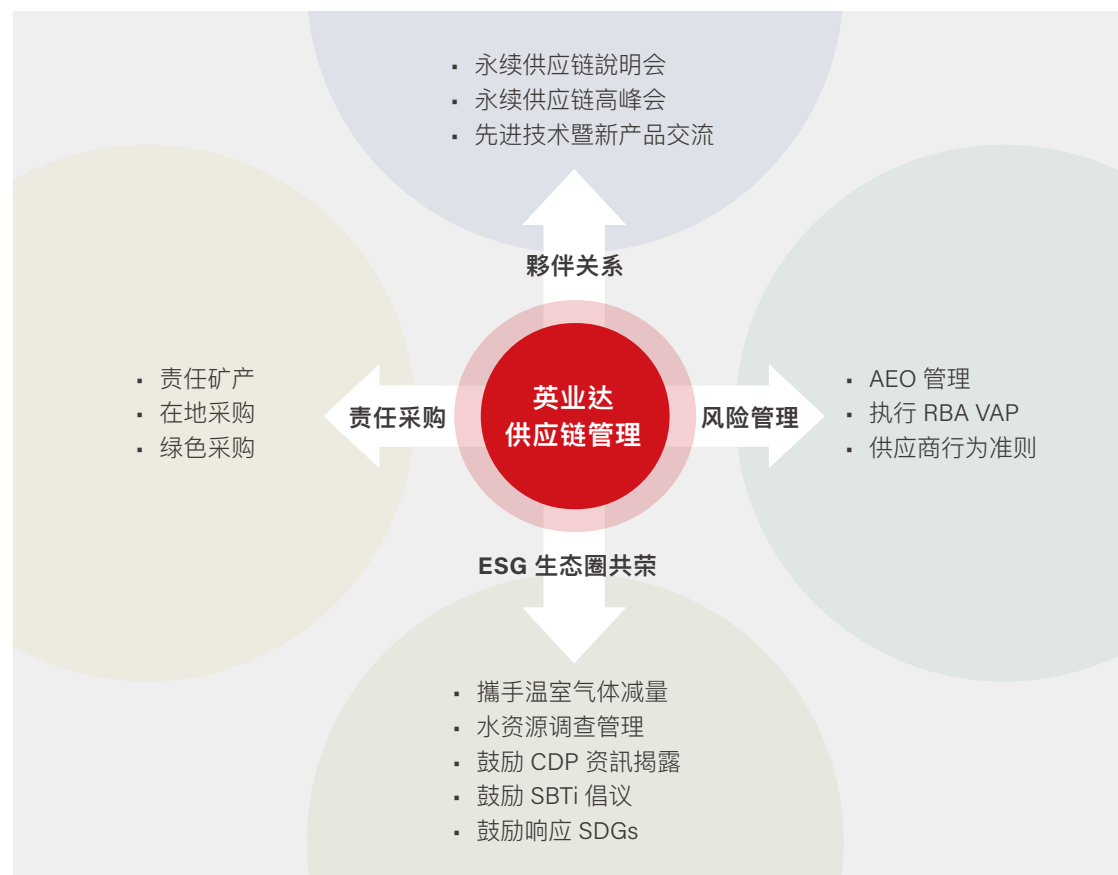 ▪ 永续供应链說明会
▪ 永续供应链高峰会
▪ 先进技术暨新产品交流
夥伴关系
▪ 责任矿产
▪ 在地采购
▪ 绿色采购
责任采购
英业达
供应链管理
风险管理
▪ AEO 管理
▪ 执行 RBA VAP
▪ 供应商行为准则
ESG 生态圈共荣
▪ 攜手温室气体减量
▪ 水资源调查管理
▪ 鼓励 CDP 资訊揭露
▪ 鼓励 SBTi 倡议
▪ 鼓励响应 SDGs